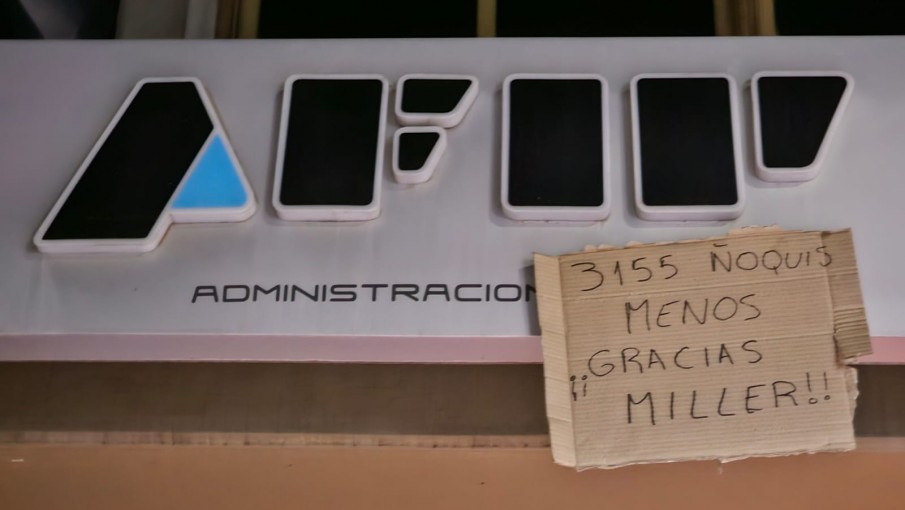 AFIP
ADMINISTRACION
3155 ÑOQUIS
MENOS
¡¡GRACIAS
MILLER!!